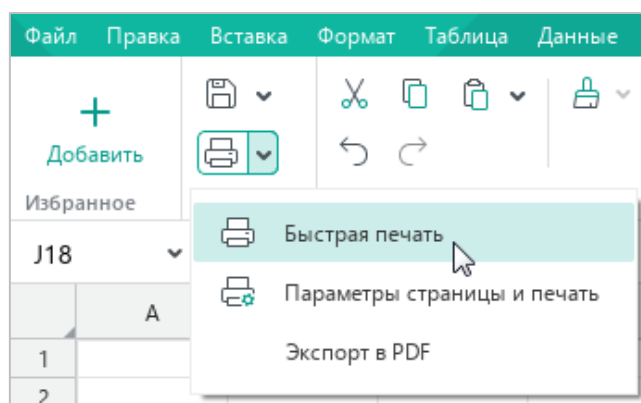 Файл Правка Вставка Формат Таблица Данные
Добавить
Избранное
Быстрая печать
J18
Параметры страницы и печать
A
Экспорт в PDF
1
2